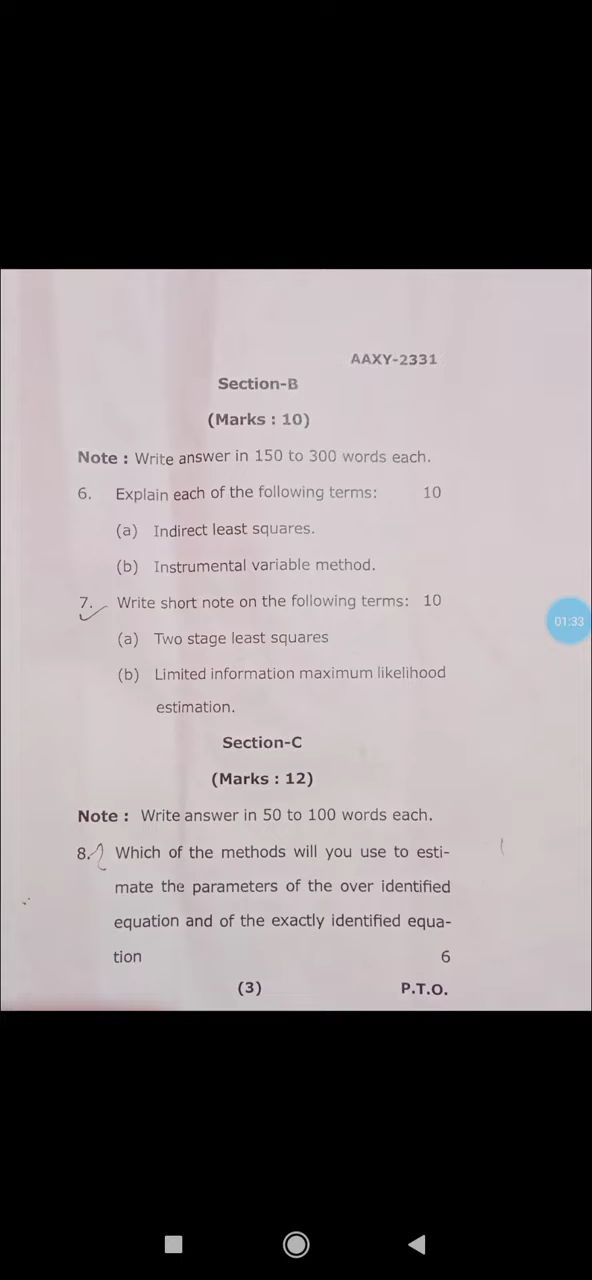 AAXY-2331
Section-B
(Marks : 10)
Note : Write answer in 150 to 300 words each.
6. Explain each of the following terms: 10
(a) Indirect least squares.
(b) Instrumental variable method.
01:33
7. Write short note on the following terms: 10
(a) Two stage least squares
(b) Limited information maximum likelihood
estimation.
Section-C
(Marks : 12)
Note : Write answer in 50 to 100 words each.
8. Which of the methods will you use to esti-
mate the parameters of the over identified
equation and of the exactly identified equa-
tion 6
(3) P.T.O.